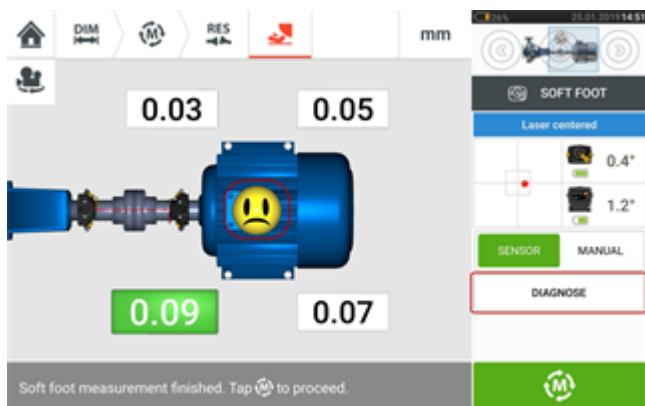 DIM
M
RES
mm
26% 25.01.2019 14:51
SOFT FOOT
Laser centered
0.4°
1.2°
SENSOR MANUAL
DIAGNOSE
0.03 0.05
0.09 0.07
Soft foot measurement finished. Tap M to proceed.
M